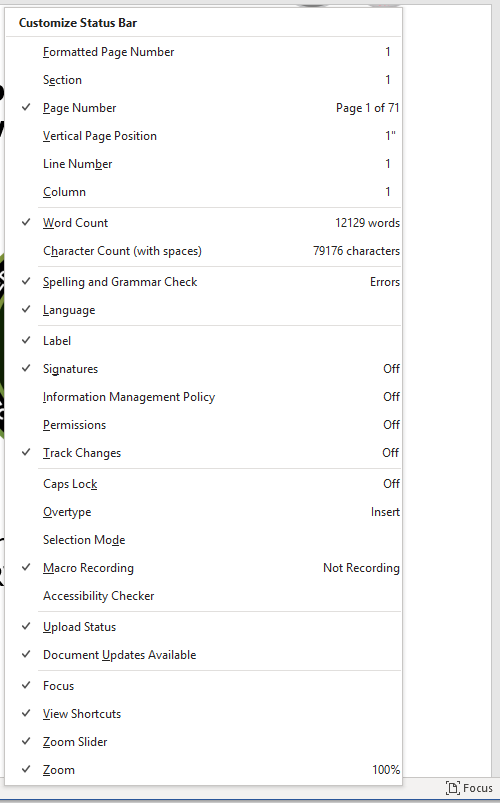 Customize Status Bar
Formatted Page Number 1
Section 1
Page Number Page 1 of 71
Vertical Page Position 1"
Line Number 1
Column 1
Word Count 12129 words
Character Count (with spaces) 79176 characters
Spelling and Grammar Check Errors
Language
Label
Signatures Off
Information Management Policy Off
Permissions Off
Track Changes Off
Caps Lock Off
Overtype Insert
Selection Mode
Macro Recording Not Recording
Accessibility Checker
Upload Status
Document Updates Available
Focus
View Shortcuts
Zoom Slider
Zoom 100%
Focus